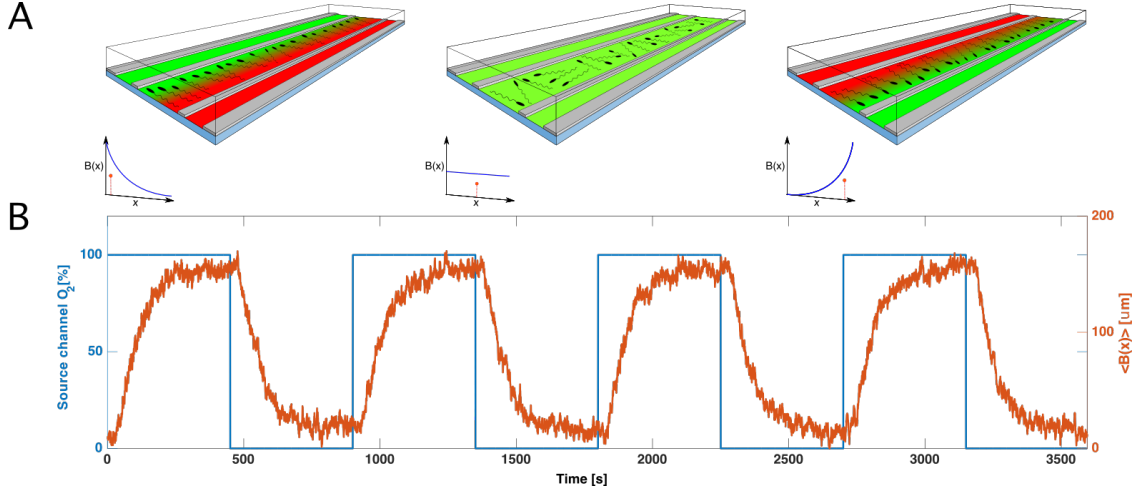 A
B(x)
x
B(x)
x
B(x)
x
B
Source channel O2[%]
100
50
0
200
100
0
<B(x)> [um]
0
500
1000
1500
2000
2500
3000
3500
Time [s]